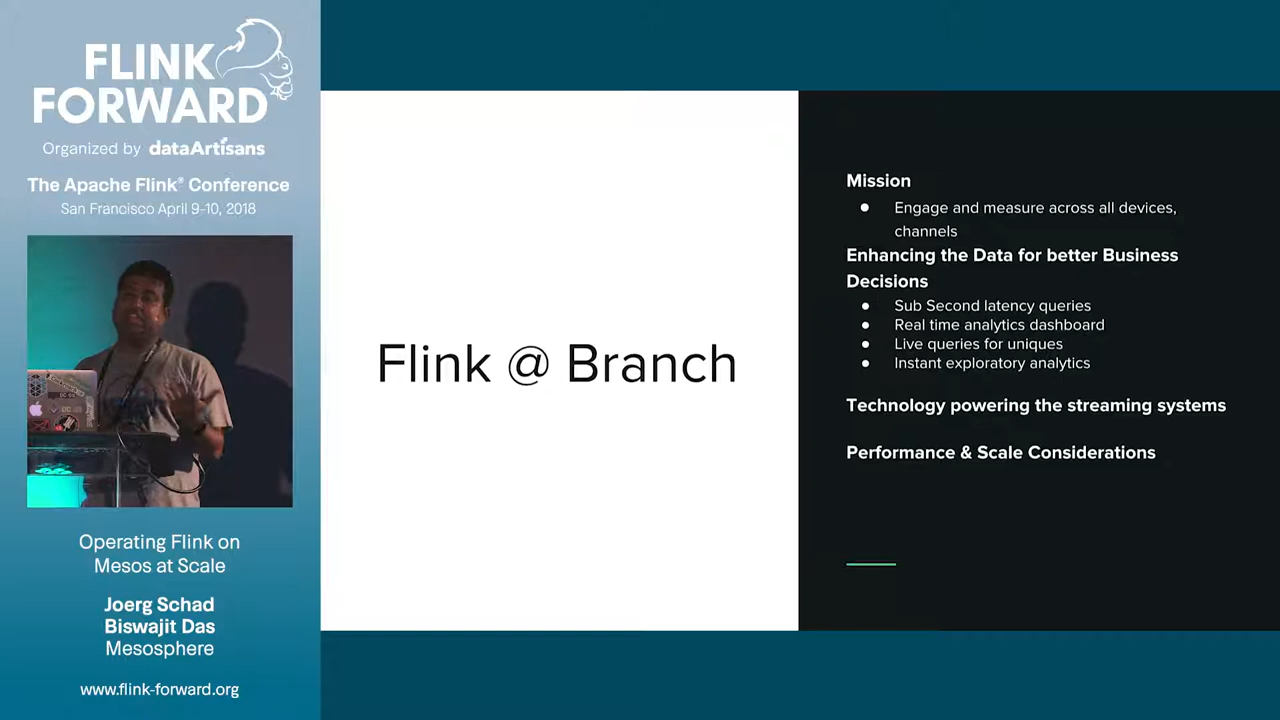 FLINK
FORWARD
Organized by dataArtisans
The Apache Flink® Conference
San Francisco April 9-10, 2018
Operating Flink on
Mesos at Scale
Joerg Schad
Biswajit Das
Mesosphere
www.flink-forward.org
Flink @ Branch
Mission
● Engage and measure across all devices,
channels
Enhancing the Data for better Business
Decisions
● Sub Second latency queries
● Real time analytics dashboard
● Live queries for uniques
● Instant exploratory analytics
Technology powering the streaming systems
Performance & Scale Considerations